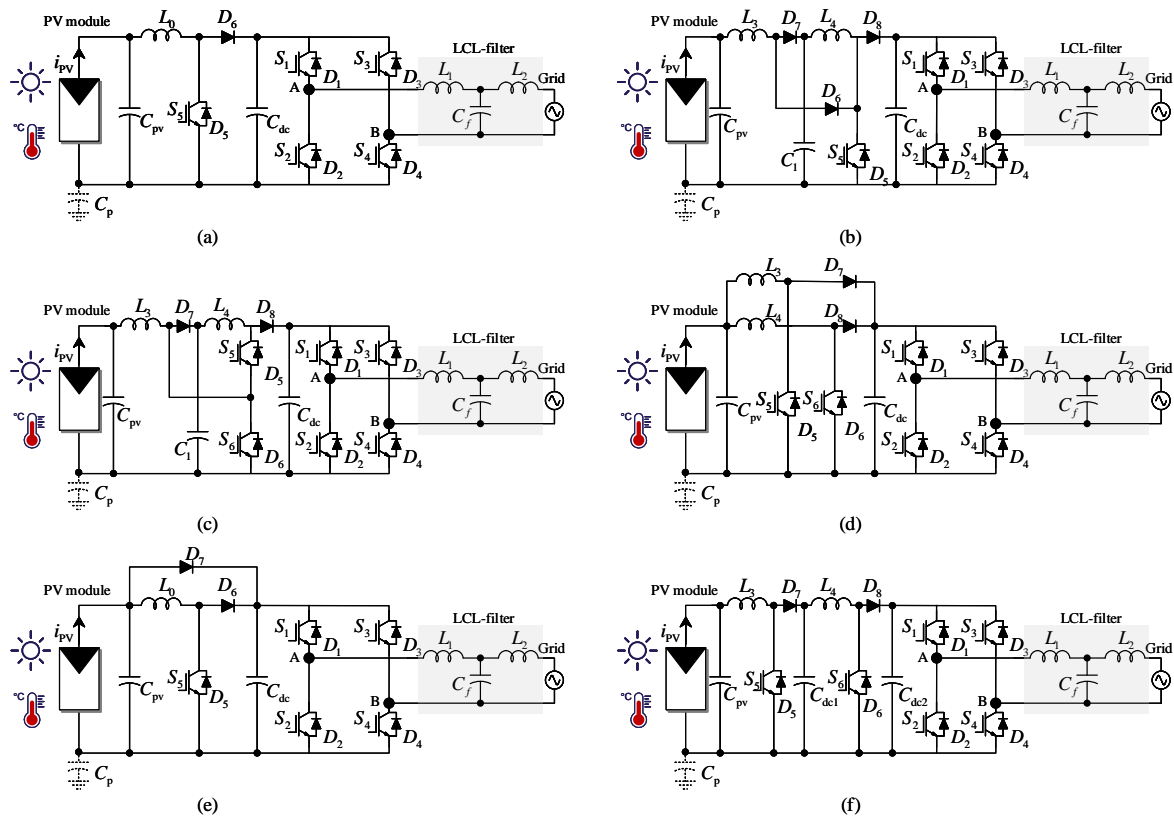 PV module L0 D6 LCL-filter
iPV S1 S3 L1 L2 Grid
D1 D3
A
°C Cpv S5 D5 Cdc Cf
B
S2 S4
D2 D4
Cp
(a)
PV module L3 D7 L4 D8 LCL-filter
iPV S1 S3 L1 L2 Grid
D1 D3
A
D6
°C Cpv Cdc Cf
B
C1 S5 D5 S2 S4
D2 D4
Cp
(b)
PV module L3 D7 L4 D8 LCL-filter
iPV S5 S1 S3 L1 L2 Grid
D5 D1 D3
A
°C Cpv Cdc Cf
B
C1 S6 S2 S4
D6 D2 D4
Cp
(c)
L3 D7
PV module L4 D8 LCL-filter
iPV S1 S3 L1 L2 Grid
D1 D3
A
°C Cpv S5 S6 Cdc Cf
D5 D6 B
S2 S4
D2 D4
Cp
(d)
D7
PV module L0 D6 LCL-filter
iPV S1 S3 L1 L2 Grid
D1 D3
A
°C Cpv S5 D5 Cdc Cf
B
S2 S4
D2 D4
Cp
(e)
PV module L3 D7 L4 D8 LCL-filter
iPV S1 S3 L1 L2 Grid
D1 D3
A
°C Cpv S5 Cdc1 S6 Cdc2 Cf
D5 D6 B
S2 S4
D2 D4
Cp
(f)